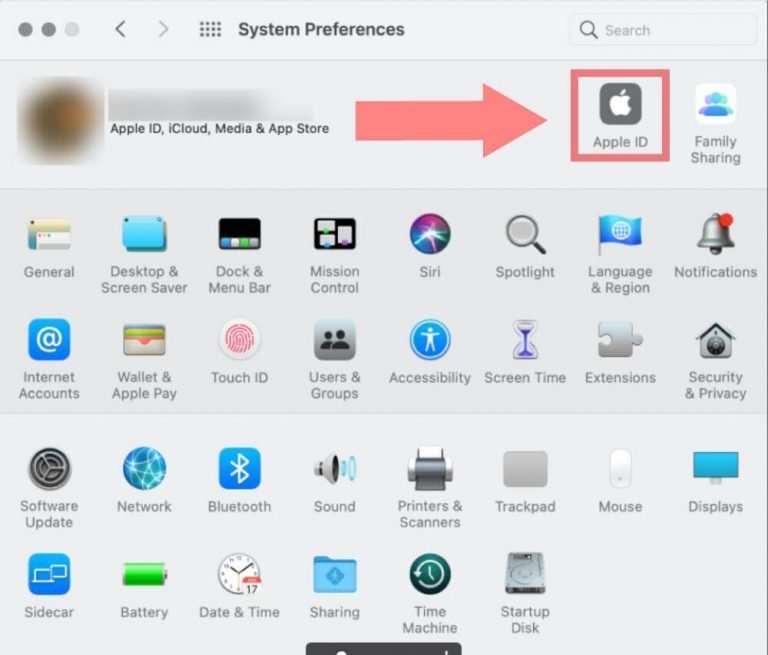 System Preferences
Search
Apple ID, iCloud, Media & App Store
Apple ID
Family
Sharing
General
Desktop &
Screen Saver
Dock &
Menu Bar
Mission
Control
Siri
Spotlight
Language
& Region
Notifications
Internet
Accounts
Wallet &
Apple Pay
Touch ID
Users &
Groups
Accessibility
Screen Time
Extensions
Security
& Privacy
Software
Update
Network
Bluetooth
Sound
Printers &
Scanners
Trackpad
Mouse
Displays
Sidecar
Battery
JUL
17
Date & Time
Sharing
Time
Machine
Startup
Disk